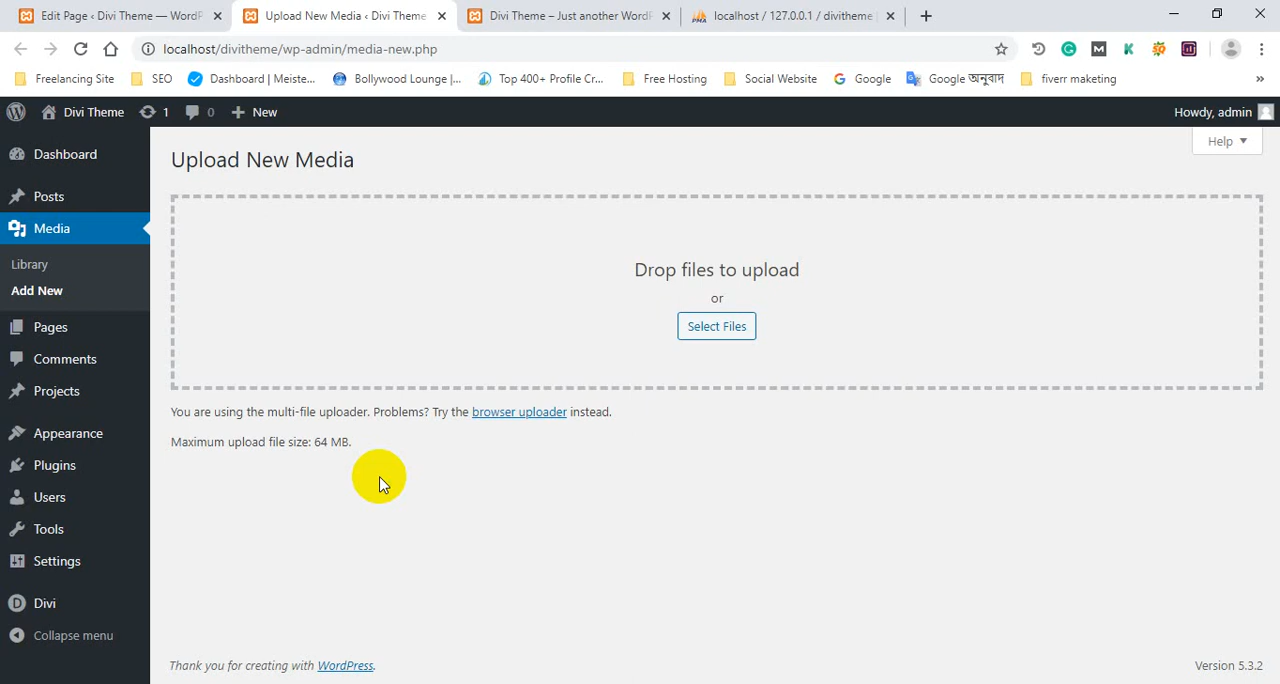 Edit Page ‹ Divi Theme — WordP
Upload New Media ‹ Divi Theme
Divi Theme – Just another WordP
localhost / 127.0.0.1 / divitheme |
localhost/divitheme/wp-admin/media-new.php
Freelancing Site
SEO
Dashboard | Meiste...
Bollywood Lounge |...
Top 400+ Profile Cr...
Free Hosting
Social Website
Google
Google অনুবাদ
fiverr maketing
»
Divi Theme
1
0
New
Howdy, admin
Help
Dashboard
Posts
Media
Library
Add New
Pages
Comments
Projects
Appearance
Plugins
Users
Tools
Settings
Divi
Collapse menu
Upload New Media
Drop files to upload
or
Select Files
You are using the multi-file uploader. Problems? Try the browser uploader instead.
Maximum upload file size: 64 MB.
Thank you for creating with WordPress.
Version 5.3.2